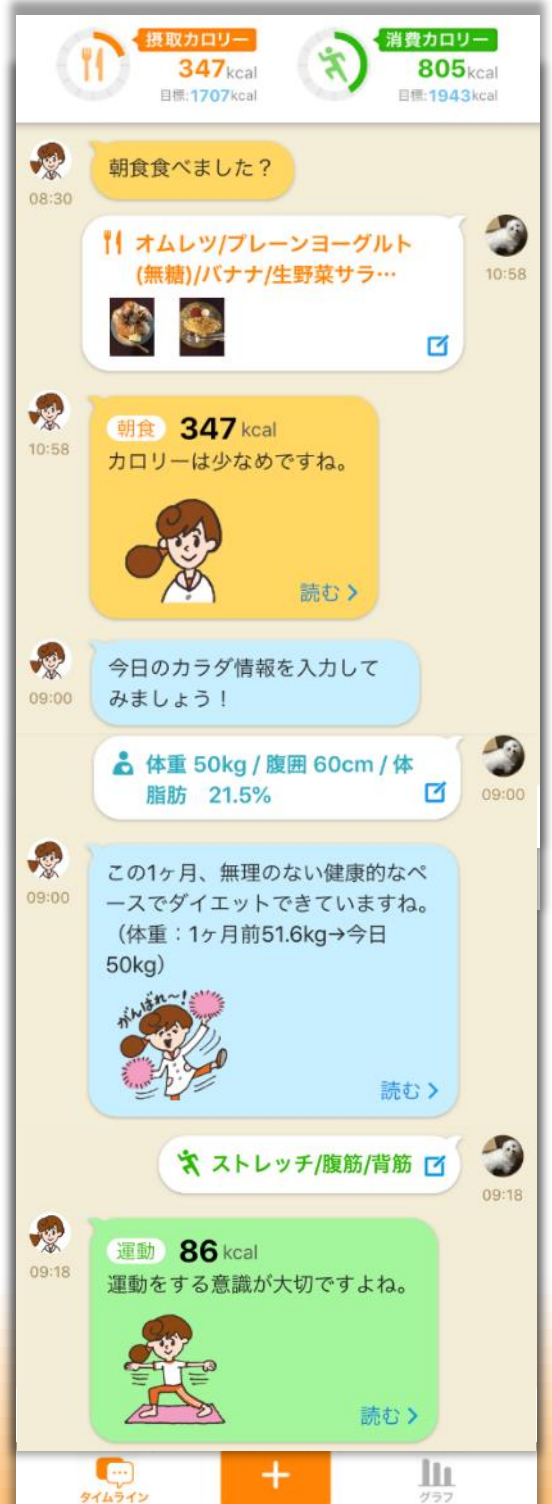 摂取カロリー
347kcal
目標:1707kcal
消費カロリー
805kcal
目標:1943kcal
朝食食べました？
08:30
オムレツ/プレーンヨーグルト
(無糖)/バナナ/生野菜サラ…
10:58
朝食 347kcal
カロリーは少なめですね。
10:58
読む
今日のカラダ情報を入力して
みましょう！
09:00
体重 50kg / 腹囲 60cm / 体
脂肪 21.5%
09:00
この1ヶ月、無理のない健康的なペ
ースでダイエットできていますね。
（体重：1ヶ月前51.6kg→今日
50kg）
09:00
がんばれ〜！
読む
ストレッチ/腹筋/背筋
09:18
運動 86kcal
運動をする意識が大切ですよね。
09:18
読む
タイムライン
グラフ